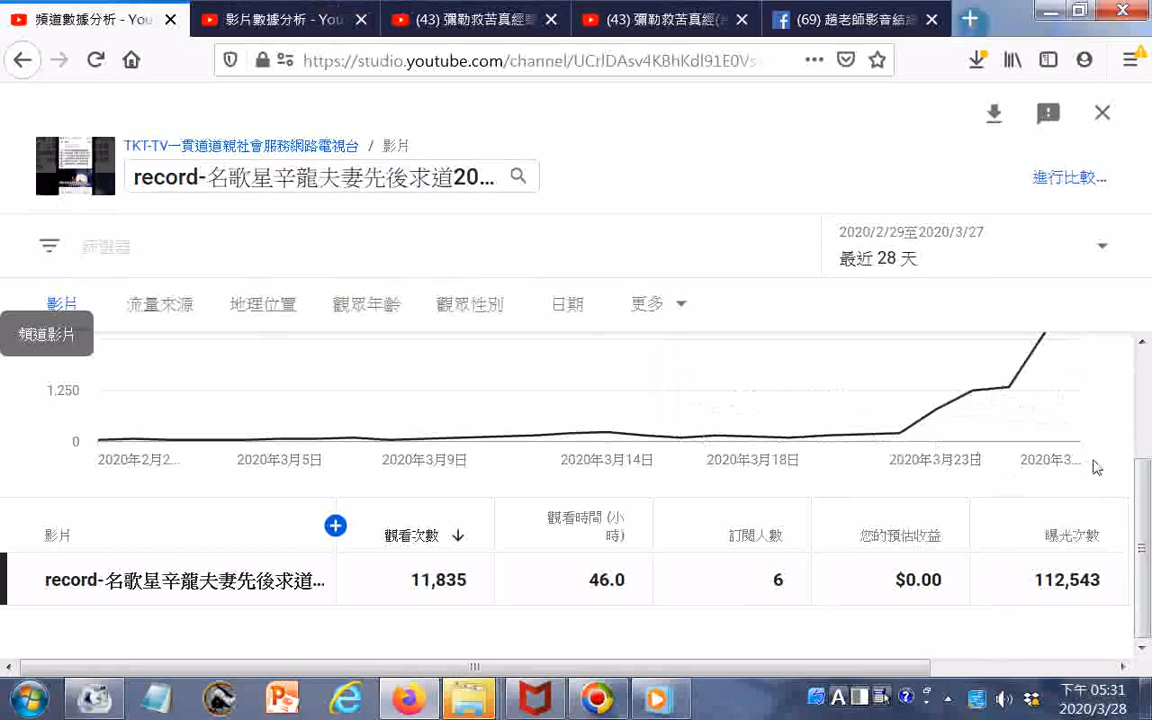 頻道數據分析 - You
影片數據分析 - You
(43) 彌勒救苦真經
(43) 彌勒救苦真經(
(69) 趙老師影音結
https://studio.youtube.com/channel/UCrlDAsv4KBhKdl91E0Vs
TKT-TV一貫道道親社會服務網路電視台 / 影片
record-名歌星辛龍夫妻先後求道20...
進行比較...
篩選器
2020/2/29至2020/3/27
最近 28 天
影片
流量來源
地理位置
觀眾年齡
觀眾性別
日期
更多
頻道影片
1,250
0
2020年2月2...
2020年3月5日
2020年3月9日
2020年3月14日
2020年3月18日
2020年3月23日
2020年3...
影片
觀看次數
觀看時間 (小
時)
訂閱人數
您的預估收益
曝光次數
record-名歌星辛龍夫妻先後求道...
11,835
46.0
6
$0.00
112,543
下午 05:31
2020/3/28